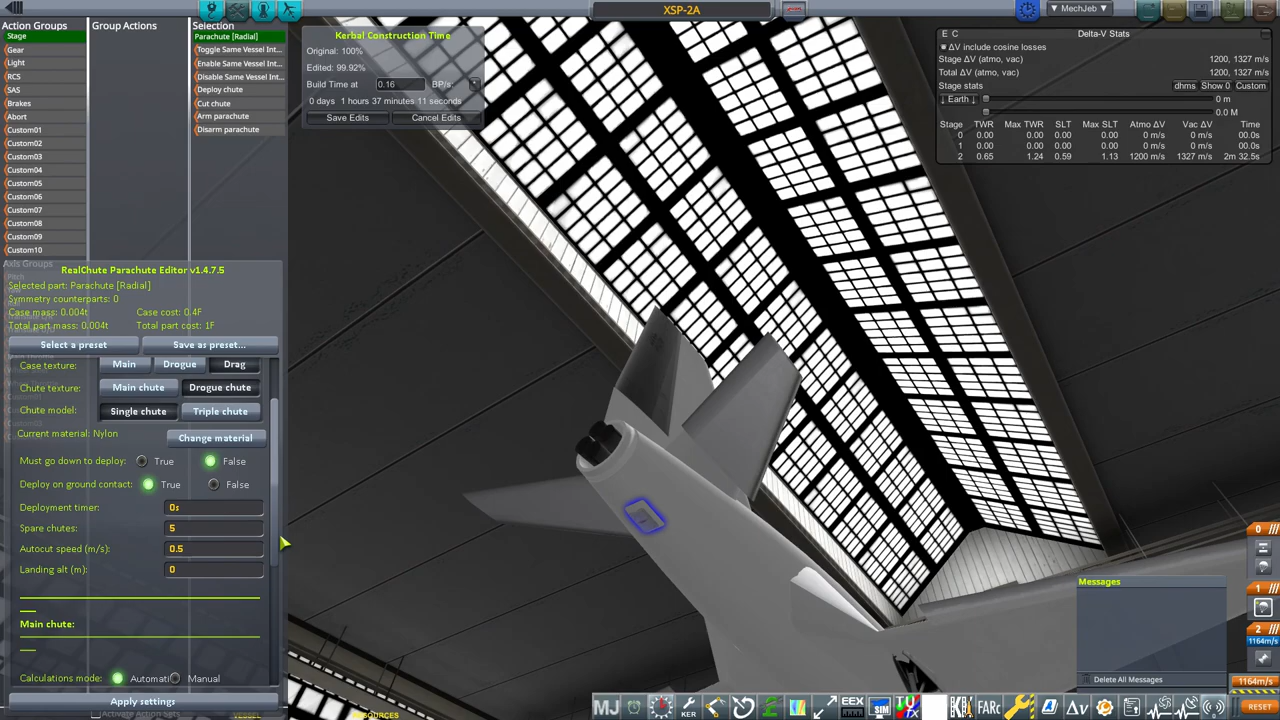 XSP-2A
▼ MechJeb ▼
Action Groups
Group Actions
Selection
Stage
Gear
Light
RCS
SAS
Brakes
Abort
Custom01
Custom02
Custom03
Custom04
Custom05
Custom06
Custom07
Custom08
Custom09
Custom10
Axis Groups
Parachute [Radial]
Toggle Same Vessel Int...
Enable Same Vessel Int...
Disable Same Vessel Int...
Deploy chute
Cut chute
Arm parachute
Disarm parachute
Kerbal Construction Time
Original: 100%
Edited: 99.92%
Build Time at 0.16 BP/s:
0 days 1 hours 37 minutes 11 seconds
Save Edits Cancel Edits
E C Delta-V Stats
ΔV include cosine losses
Stage ΔV (atmo, vac) 1200, 1327 m/s
Total ΔV (atmo, vac) 1200, 1327 m/s
Stage stats dhms Show 0 Custom
↓ Earth ↓ 0 m
0.0 M
Stage TWR Max TWR SLT Max SLT Atmo ΔV Vac ΔV Time
0 0.00 0.00 0.00 0.00 0 m/s 0 m/s 00.0s
1 0.00 0.00 0.00 0.00 0 m/s 0 m/s 00.0s
2 0.65 1.24 0.59 1.13 1200 m/s 1327 m/s 2m 32.5s
RealChute Parachute Editor v1.4.7.5
Selected part: Parachute [Radial]
Symmetry counterparts: 0
Case mass: 0.004t Case cost: 0.4F
Total part mass: 0.004t Total part cost: 1F
Select a preset Save as preset...
Case texture: Main Drogue Drag
Chute texture: Main chute Drogue chute
Chute model: Single chute Triple chute
Current material: Nylon Change material
Must go down to deploy: True False
Deploy on ground contact: True False
Deployment timer: 0s
Spare chutes: 5
Autocut speed (m/s): 0.5
Landing alt (m): 0
Main chute:
Calculations mode: Automati Manual
Apply settings
RESOURCES
Messages
Delete All Messages
0
1
2
1164m/s
1164m/s
RESET
MJ
KER
EEX
SIM
FARc
Δv